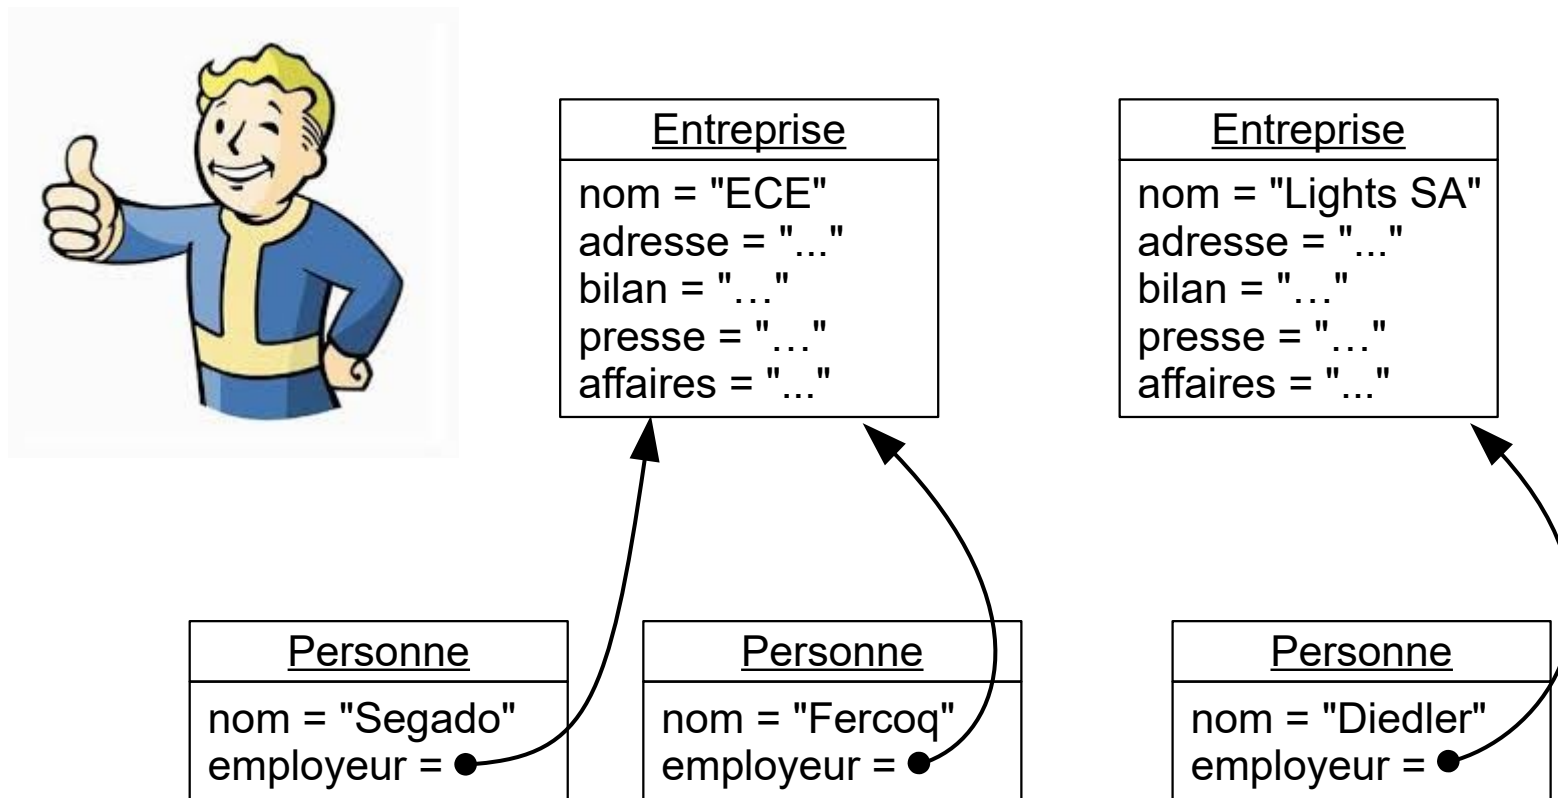 Entreprise
nom = "ECE"
adresse = "..."
bilan = "…"
presse = "…"
affaires = "..."
Entreprise
nom = "Lights SA"
adresse = "..."
bilan = "…"
presse = "…"
affaires = "..."
Personne
nom = "Segado"
employeur =
Personne
nom = "Fercoq"
employeur =
Personne
nom = "Diedler"
employeur =